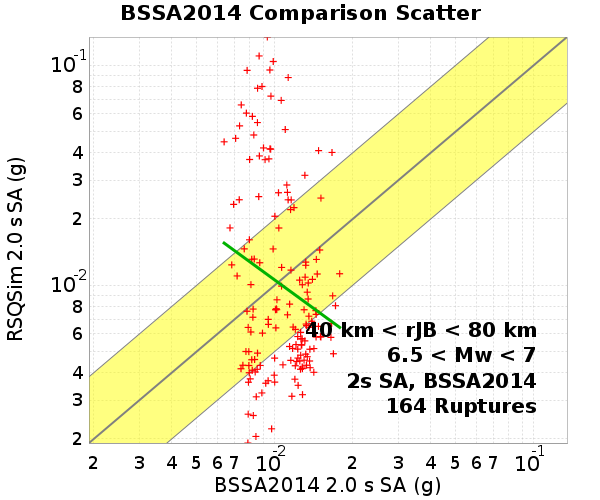 BSSA2014 Comparison Scatter
RSQSim 2.0 s SA (g)
10-1
8
6
4
3
2
10-2
8
6
4
3
2
40 km < rJB < 80 km
6.5 < Mw < 7
2s SA, BSSA2014
164 Ruptures
2 3 4 5 6 7 10-2 2 3 4 5 6 7 10-1
BSSA2014 2.0 s SA (g)